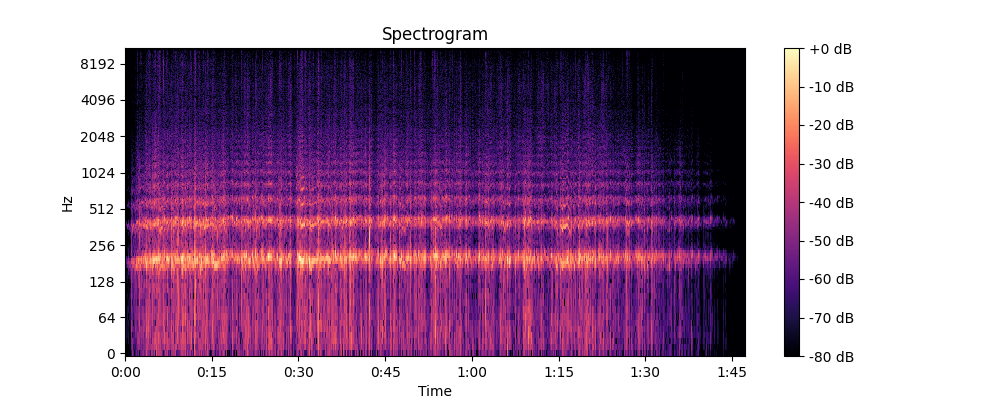 Spectrogram
Hz
8192
4096
2048
1024
512
256
128
64
0
0:00 0:15 0:30 0:45 1:00 1:15 1:30 1:45
Time
+0 dB
-10 dB
-20 dB
-30 dB
-40 dB
-50 dB
-60 dB
-70 dB
-80 dB